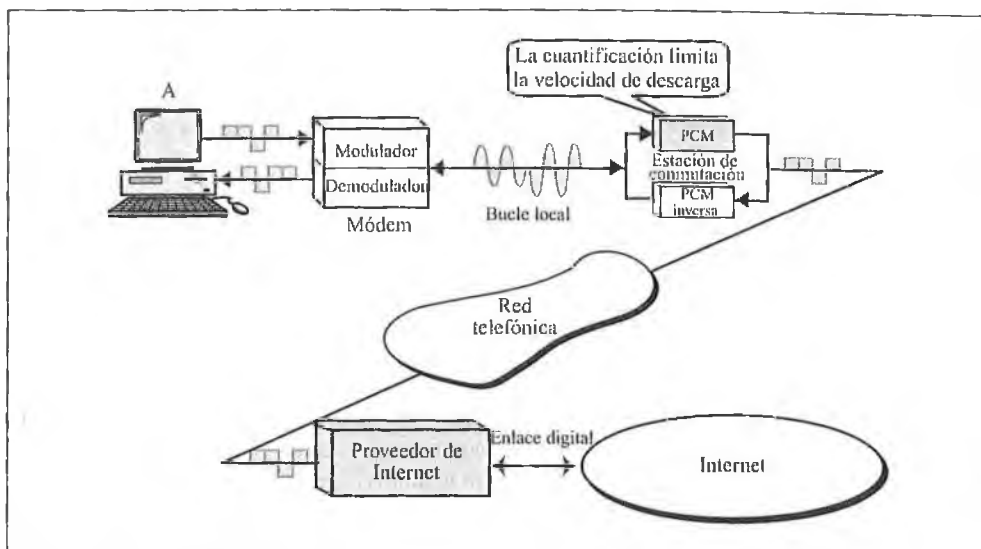 La cuantificación limita
la velocidad de descarga
A
Modulador
Demodulador
Módem
Bucle local
PCM
Estación de
conmutación
PCM
inversa
Red
telefónica
Proveedor de
Internet
Enlace digital
Internet